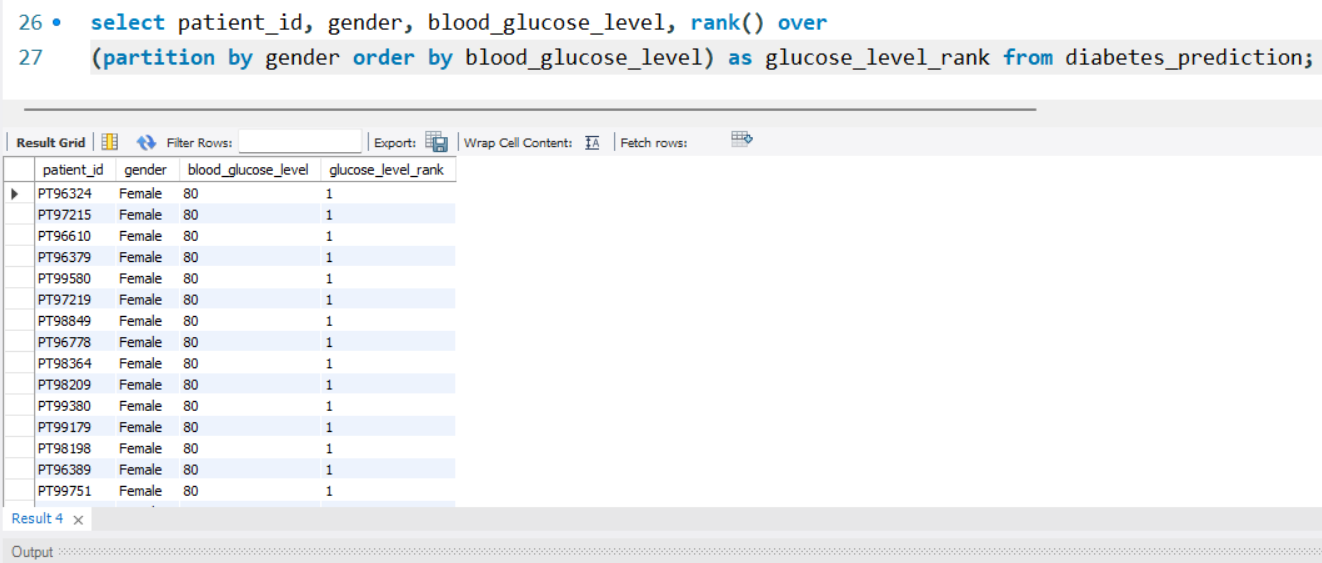 26 select patient_id, gender, blood_glucose_level, rank() over
27 (partition by gender order by blood_glucose_level) as glucose_level_rank from diabetes_prediction;
Result Grid Filter Rows: Export: Wrap Cell Content: Fetch rows:
patient_id gender blood_glucose_level glucose_level_rank
PT96324 Female 80 1
PT97215 Female 80 1
PT96610 Female 80 1
PT96379 Female 80 1
PT99580 Female 80 1
PT97219 Female 80 1
PT98849 Female 80 1
PT96778 Female 80 1
PT98364 Female 80 1
PT98209 Female 80 1
PT99380 Female 80 1
PT99179 Female 80 1
PT98198 Female 80 1
PT96389 Female 80 1
PT99751 Female 80 1
Result 4
Output